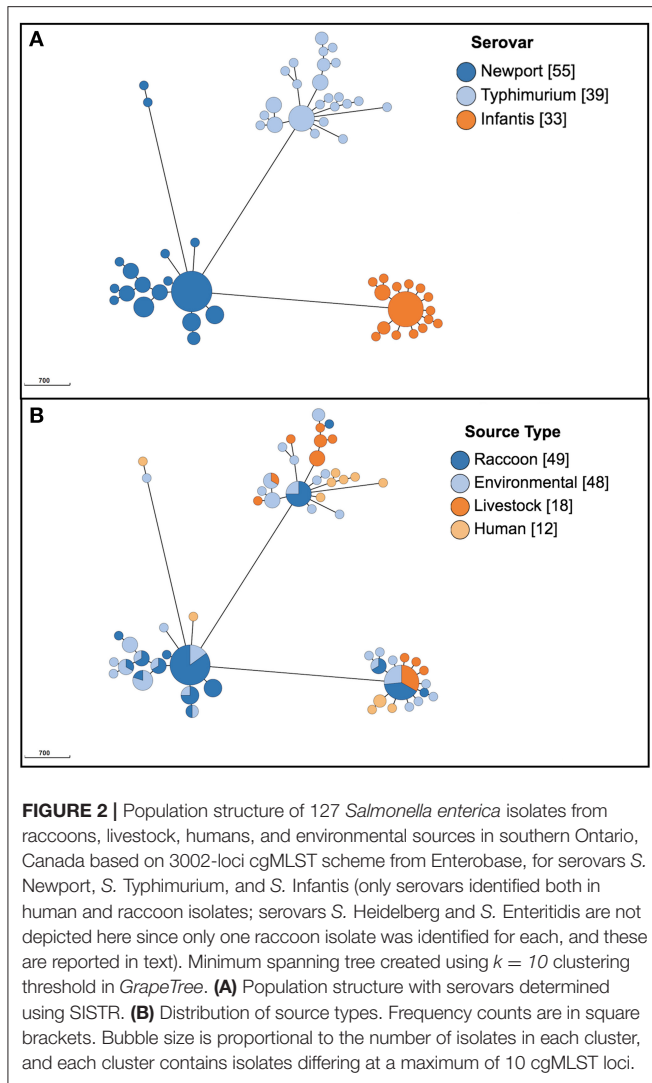 A
Serovar
Newport [55]
Typhimurium [39]
Infantis [33]
700
B
Source Type
Raccoon [49]
Environmental [48]
Livestock [18]
Human [12]
700
FIGURE 2 | Population structure of 127 Salmonella enterica isolates from
raccoons, livestock, humans, and environmental sources in southern Ontario,
Canada based on 3002-loci cgMLST scheme from Enterobase, for serovars S.
Newport, S. Typhimurium, and S. Infantis (only serovars identified both in
human and raccoon isolates; serovars S. Heidelberg and S. Enteritidis are not
depicted here since only one raccoon isolate was identified for each, and these
are reported in text). Minimum spanning tree created using k = 10 clustering
threshold in GrapeTree. (A) Population structure with serovars determined
using SISTR. (B) Distribution of source types. Frequency counts are in square
brackets. Bubble size is proportional to the number of isolates in each cluster,
and each cluster contains isolates differing at a maximum of 10 cgMLST loci.